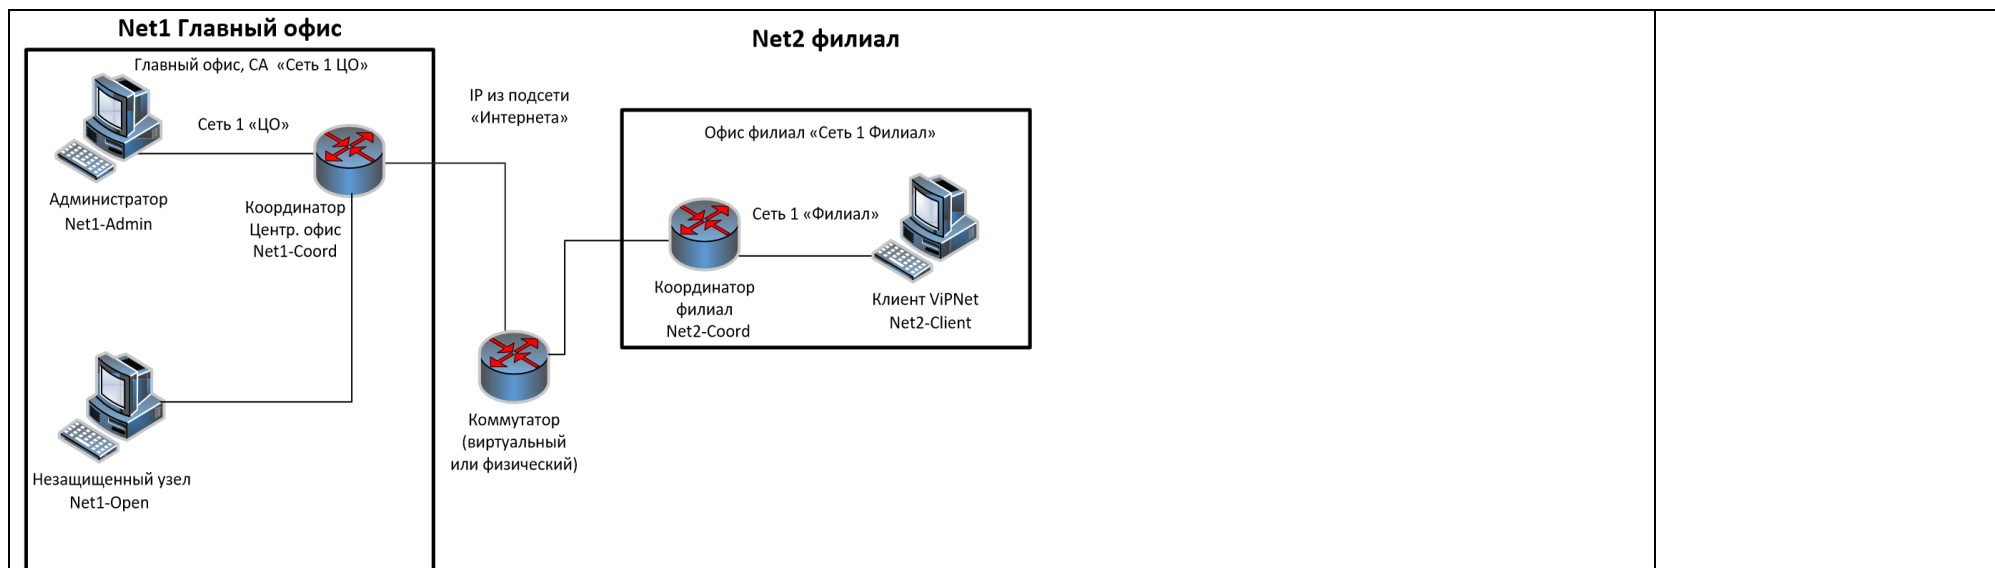 Net1 Главный офис
Главный офис, СА «Сеть 1 ЦО»
Сеть 1 «ЦО»
Администратор
Net1-Admin
Координатор
Центр. офис
Net1-Coord
Незащищенный узел
Net1-Open
IP из подсети
«Интернета»
Коммутатор
(виртуальный
или физический)
Net2 филиал
Офис филиал «Сеть 1 Филиал»
Сеть 1 «Филиал»
Координатор
филиал
Net2-Coord
Клиент ViPNet
Net2-Client